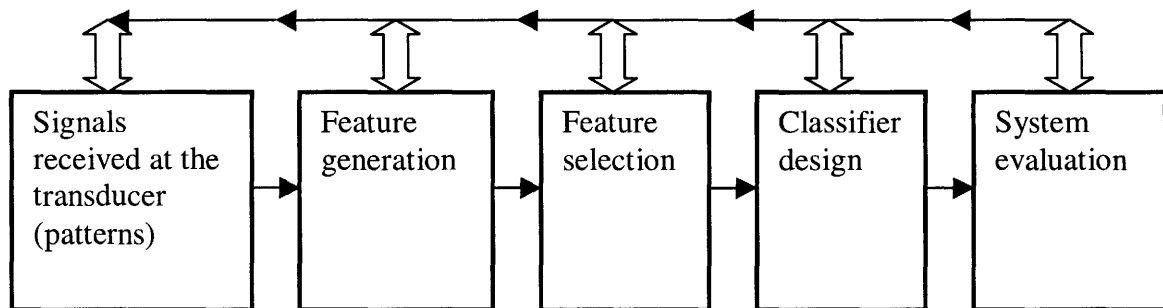 Signals
received at the
transducer
(patterns)
Feature
generation
Feature
selection
Classifier
design
System
evaluation